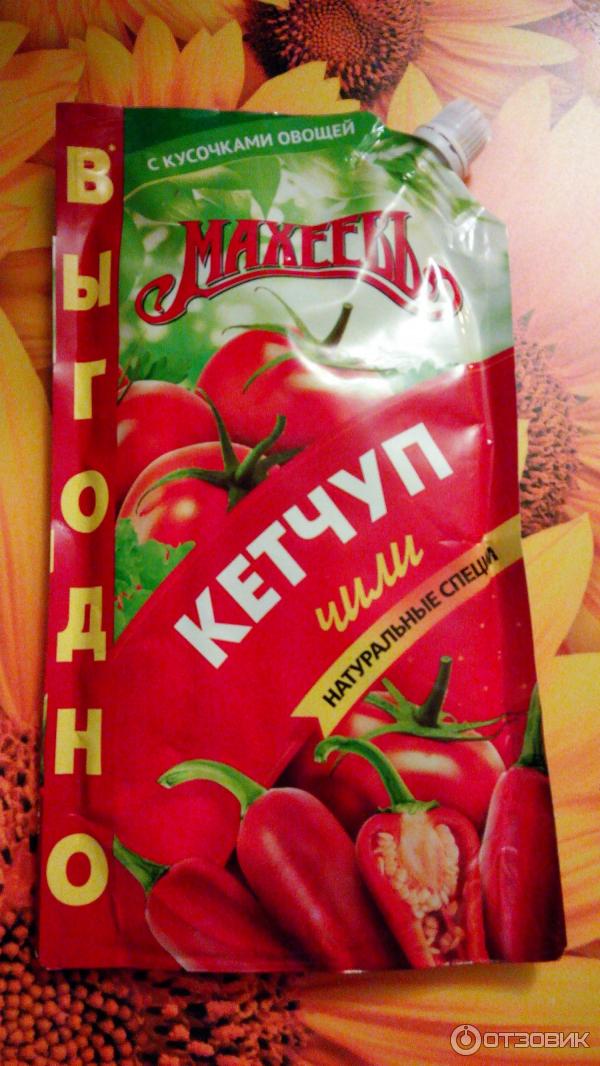 С КУСОЧКАМИ ОВОЩЕЙ
МАХЕЕВЪ
ВЫГОДНО*
КЕТЧУП
чили
НАТУРАЛЬНЫЕ СПЕЦИИ
ОТЗОВИК